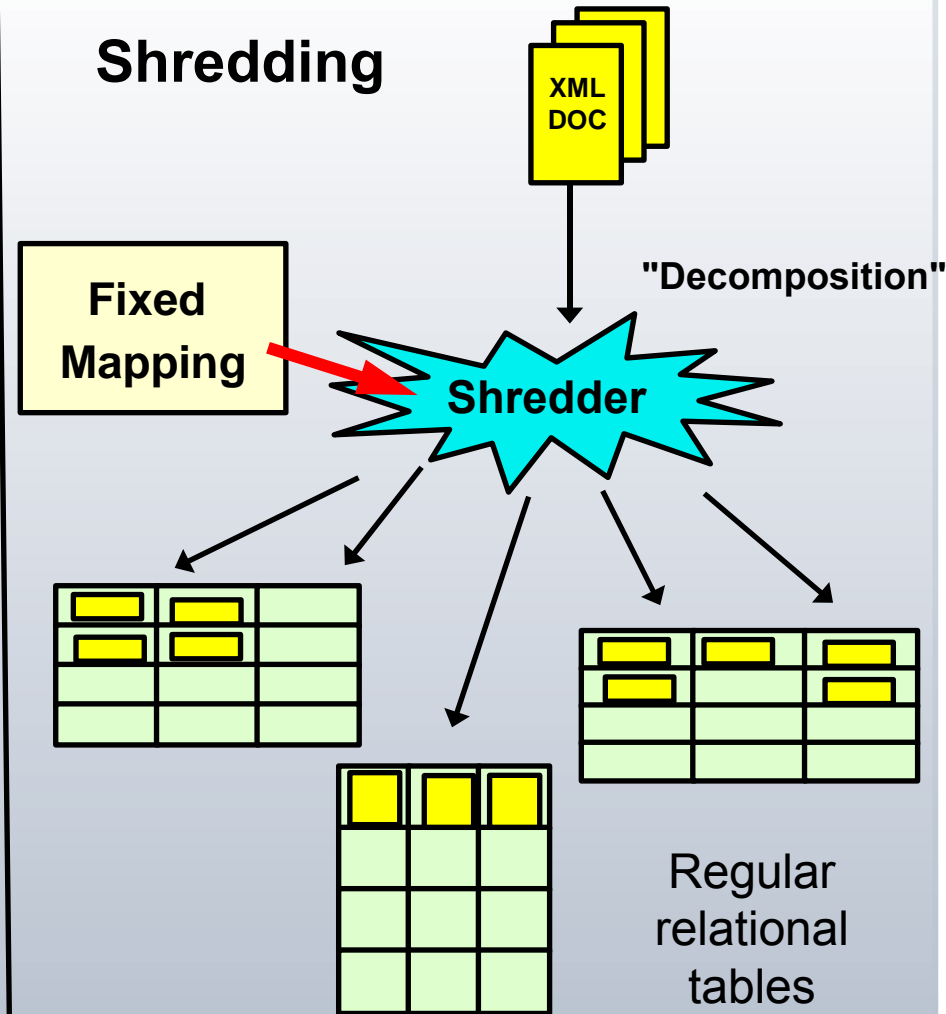 Shredding
XML
DOC
"Decomposition"
Fixed
Mapping
Shredder
Regular
relational
tables